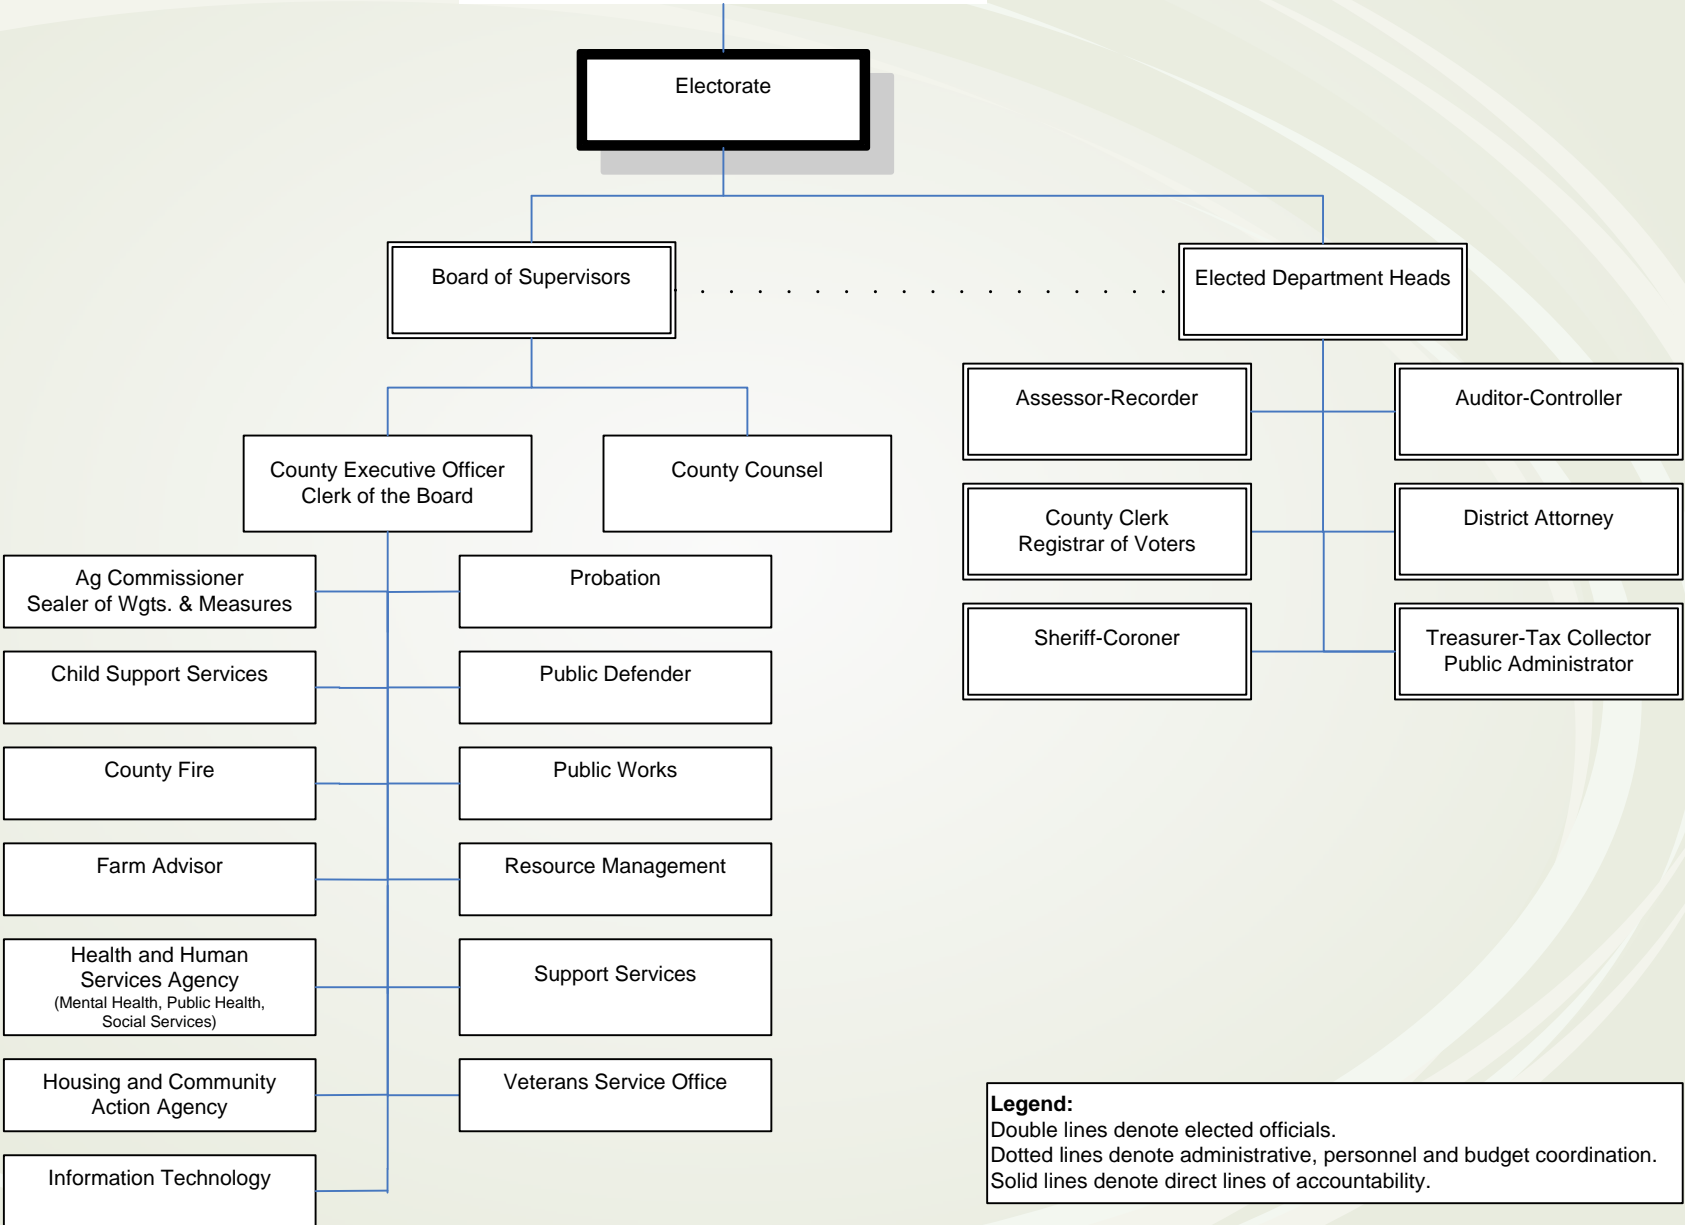 Electorate
Board of Supervisors
Elected Department Heads
Assessor-Recorder
Auditor-Controller
County Executive Officer
Clerk of the Board
County Counsel
County Clerk
Registrar of Voters
District Attorney
Ag Commissioner
Sealer of Wgts. & Measures
Probation
Sheriff-Coroner
Treasurer-Tax Collector
Public Administrator
Child Support Services
Public Defender
County Fire
Public Works
Farm Advisor
Resource Management
Health and Human
Services Agency
(Mental Health, Public Health,
Social Services)
Support Services
Housing and Community
Action Agency
Veterans Service Office
Information Technology
Legend:
Double lines denote elected officials.
Dotted lines denote administrative, personnel and budget coordination.
Solid lines denote direct lines of accountability.